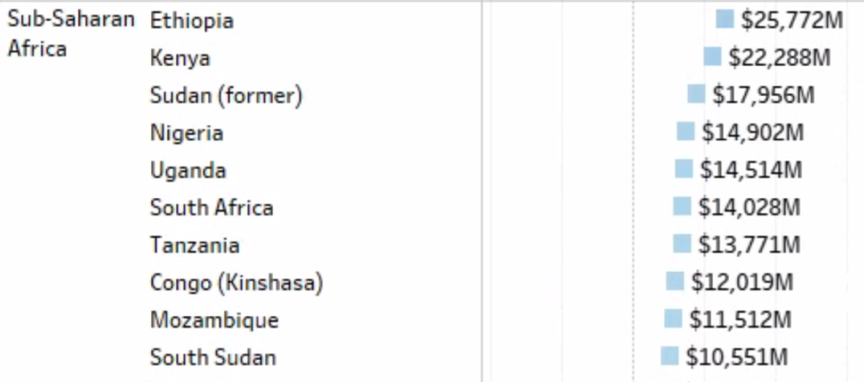 Sub-Saharan Africa
Ethiopia $25,772M
Kenya $22,288M
Sudan (former) $17,956M
Nigeria $14,902M
Uganda $14,514M
South Africa $14,028M
Tanzania $13,771M
Congo (Kinshasa) $12,019M
Mozambique $11,512M
South Sudan $10,551M